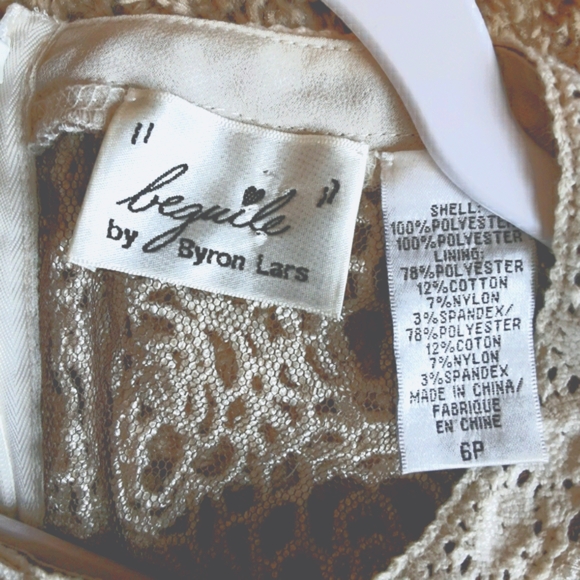 "beguile"
by Byron Lars
SHELL:
100%POLYESTER
100%POLYESTER
LINING:
78%POLYESTER
12%COTTON
7%NYLON
3%SPANDEX/
78%POLYESTER
12%COTTON
7%NYLON
3%SPANDEX
MADE IN CHINA/
FABRIQUE
EN CHINE
6P